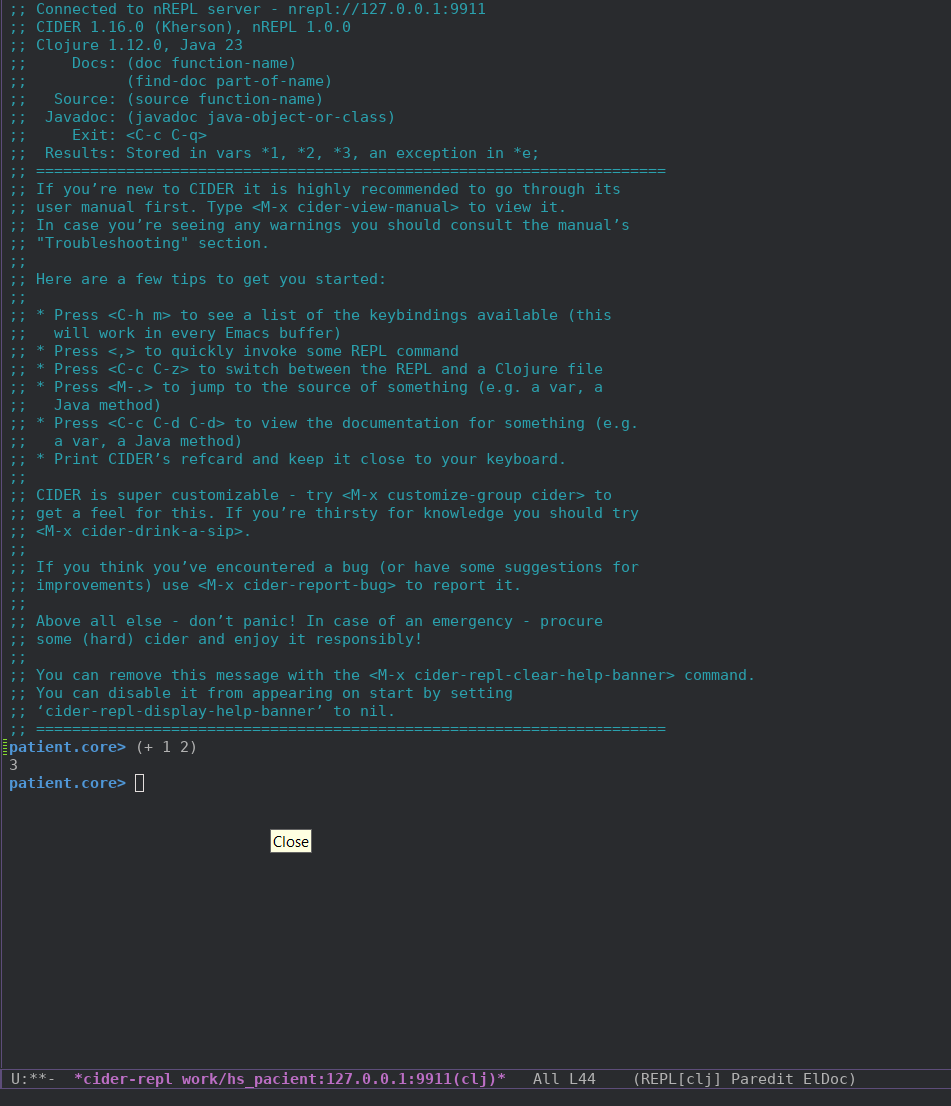 ;; Connected to nREPL server - nrepl://127.0.0.1:9911
;; CIDER 1.16.0 (Kherson), nREPL 1.0.0
;; Clojure 1.12.0, Java 23
;;     Docs: (doc function-name)
;;           (find-doc part-of-name)
;;   Source: (source function-name)
;;  Javadoc: (javadoc java-object-or-class)
;;     Exit: <C-c C-q>
;;  Results: Stored in vars *1, *2, *3, an exception in *e;
;; ======================================================================
;; If you’re new to CIDER it is highly recommended to go through its
;; user manual first. Type <M-x cider-view-manual> to view it.
;; In case you’re seeing any warnings you should consult the manual’s
;; "Troubleshooting" section.
;;
;; Here are a few tips to get you started:
;;
;; * Press <C-h m> to see a list of the keybindings available (this
;;   will work in every Emacs buffer)
;; * Press <,> to quickly invoke some REPL command
;; * Press <C-c C-z> to switch between the REPL and a Clojure file
;; * Press <M-.> to jump to the source of something (e.g. a var, a
;;   Java method)
;; * Press <C-c C-d C-d> to view the documentation for something (e.g.
;;   a var, a Java method)
;; * Print CIDER’s refcard and keep it close to your keyboard.
;;
;; CIDER is super customizable - try <M-x customize-group cider> to
;; get a feel for this. If you’re thirsty for knowledge you should try
;; <M-x cider-drink-a-sip>.
;;
;; If you think you’ve encountered a bug (or have some suggestions for
;; improvements) use <M-x cider-report-bug> to report it.
;;
;; Above all else - don’t panic! In case of an emergency - procure
;; some (hard) cider and enjoy it responsibly!
;;
;; You can remove this message with the <M-x cider-repl-clear-help-banner> command.
;; You can disable it from appearing on start by setting
;; ‘cider-repl-display-help-banner’ to nil.
;; ======================================================================
patient.core> (+ 1 2)
3
patient.core>
Close
U:**-  *cider-repl work/hs_pacient:127.0.0.1:9911(clj)*   All L44    (REPL[clj] Paredit ElDoc)